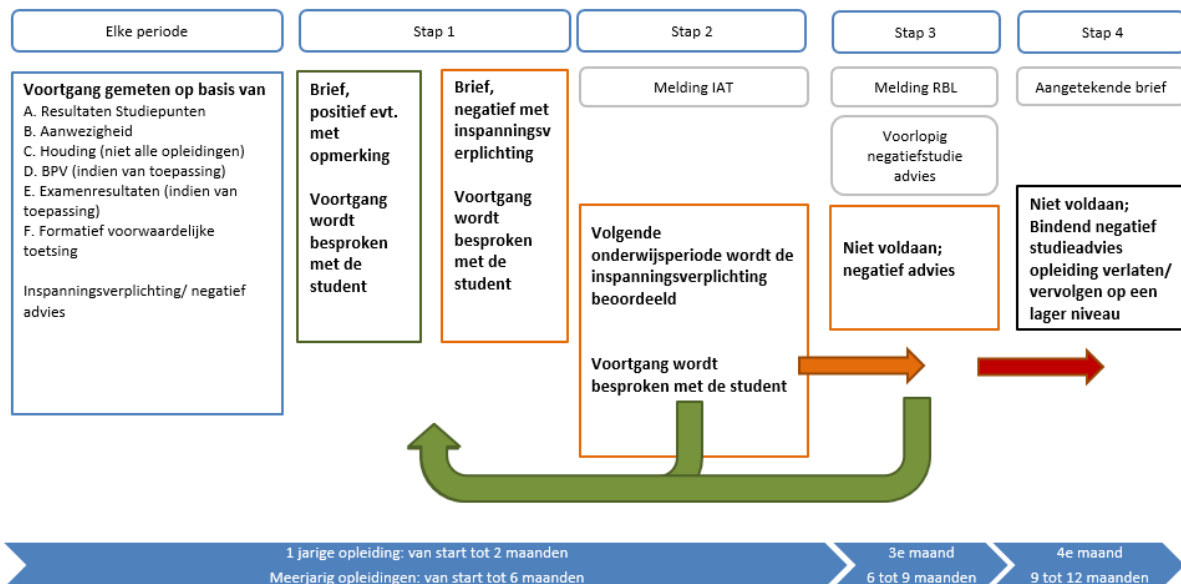 Elke periode
Stap 1
Stap 2
Stap 3
Stap 4
Voortgang gemeten op basis van
A. Resultaten Studiepunten
B. Aanwezigheid
C. Houding (niet alle opleidingen)
D. BPV (indien van toepassing)
E. Examenresultaten (indien van
toepassing)
F. Formatief voorwaardelijke
toetsing
Inspanningsverplichting/ negatief
advies
Brief,
positief evt.
met
opmerking
Voortgang
wordt
besproken
met de
student
Brief,
negatief met
inspanningsv
erplichting
Voortgang
wordt
besproken
met de
student
Melding IAT
Volgende
onderwijsperiode wordt de
inspanningsverplichting
beoordeeld
Voortgang wordt
besproken met de student
Melding RBL
Voorlopig
negatiefstudie
advies
Niet voldaan;
negatief advies
Aangetekende brief
Niet voldaan;
Bindend negatief
studieadvies
opleiding verlaten/
vervolgen op een
lager niveau
1 jarige opleiding: van start tot 2 maanden
Meerjarig opleidingen: van start tot 6 maanden
3e maand
6 tot 9 maanden
4e maand
9 tot 12 maanden